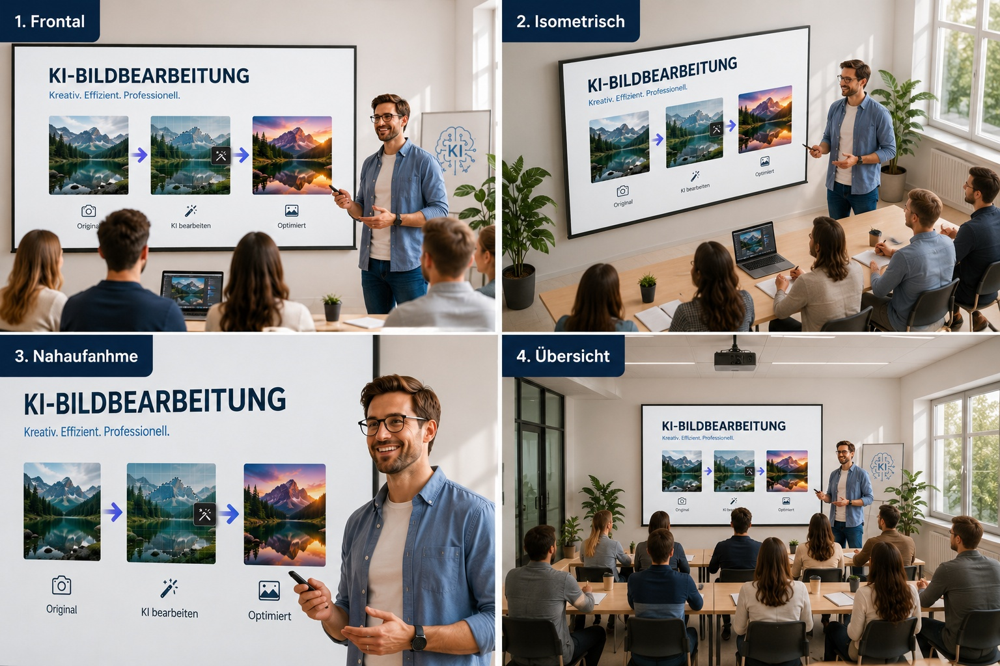 1. Frontal
KI-BILDBEARBEITUNG
Kreativ. Effizient. Professionell.
Original
KI bearbeiten
Optimiert
KI
2. Isometrisch
KI-BILDBEARBEITUNG
Kreativ. Effizient. Professionell.
Original
KI bearbeiten
Optimiert
3. Nahaufanhme
KI-BILDBEARBEITUNG
Kreativ. Effizient. Professionell.
Original
KI bearbeiten
Optimiert
4. Übersicht
KI-BILDBEARBEITUNG
Kreativ. Effizient. Professionell.
Original
KI
Optimiert
KI